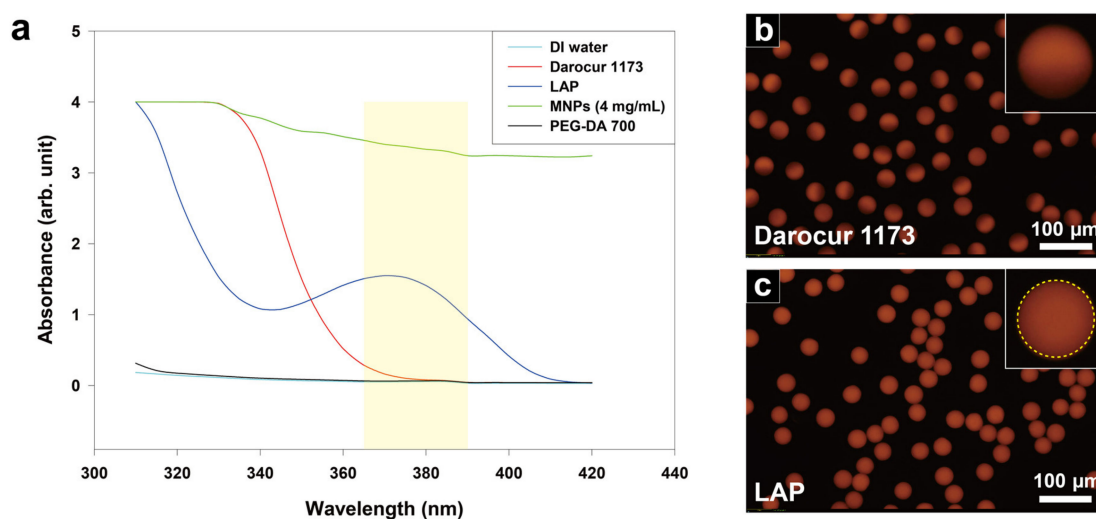 a
5
4
3
2
1
0
Absorbance (arb. unit)
300 320 340 360 380 400 420 440
Wavelength (nm)
DI water
Darocur 1173
LAP
MNPs (4 mg/mL)
PEG-DA 700
b
Darocur 1173
100 µm
c
LAP
100 µm